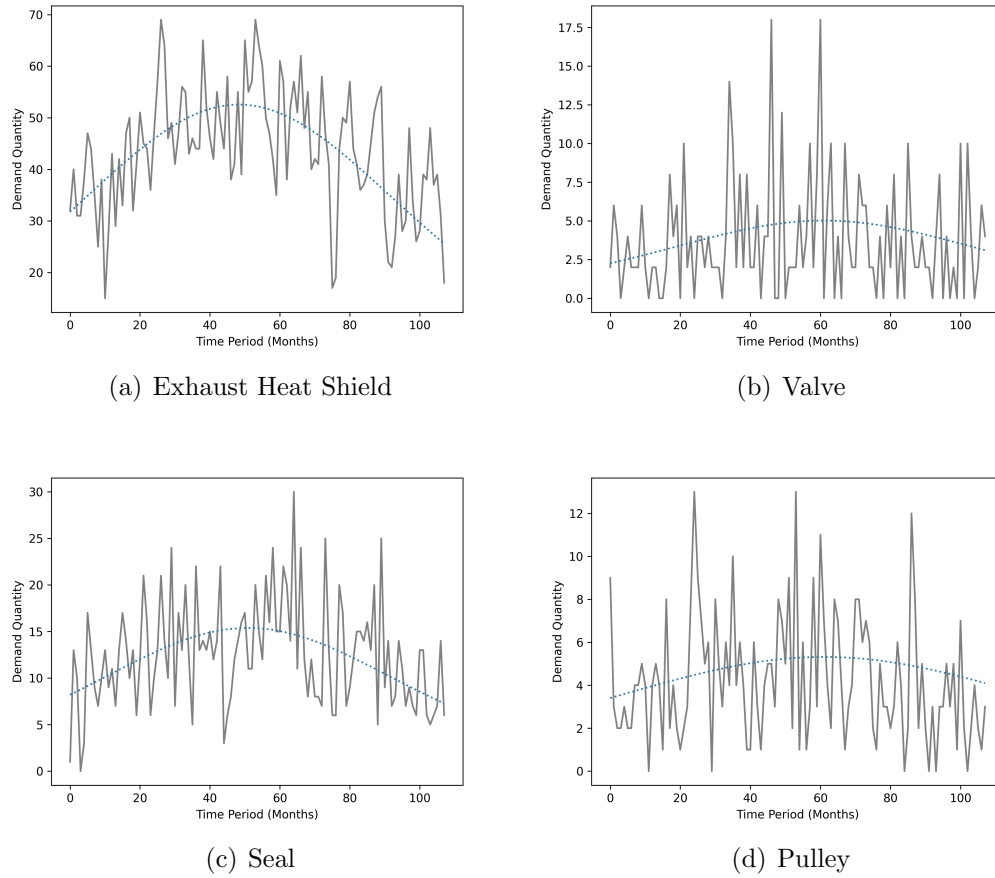 70
60
50
40
30
20
0 20 40 60 80 100
Demand Quantity
Time Period (Months)
(a) Exhaust Heat Shield
17.5
15.0
12.5
10.0
7.5
5.0
2.5
0.0
0 20 40 60 80 100
Demand Quantity
Time Period (Months)
(b) Valve
30
25
20
15
10
5
0
0 20 40 60 80 100
Demand Quantity
Time Period (Months)
(c) Seal
12
10
8
6
4
2
0
0 20 40 60 80 100
Demand Quantity
Time Period (Months)
(d) Pulley